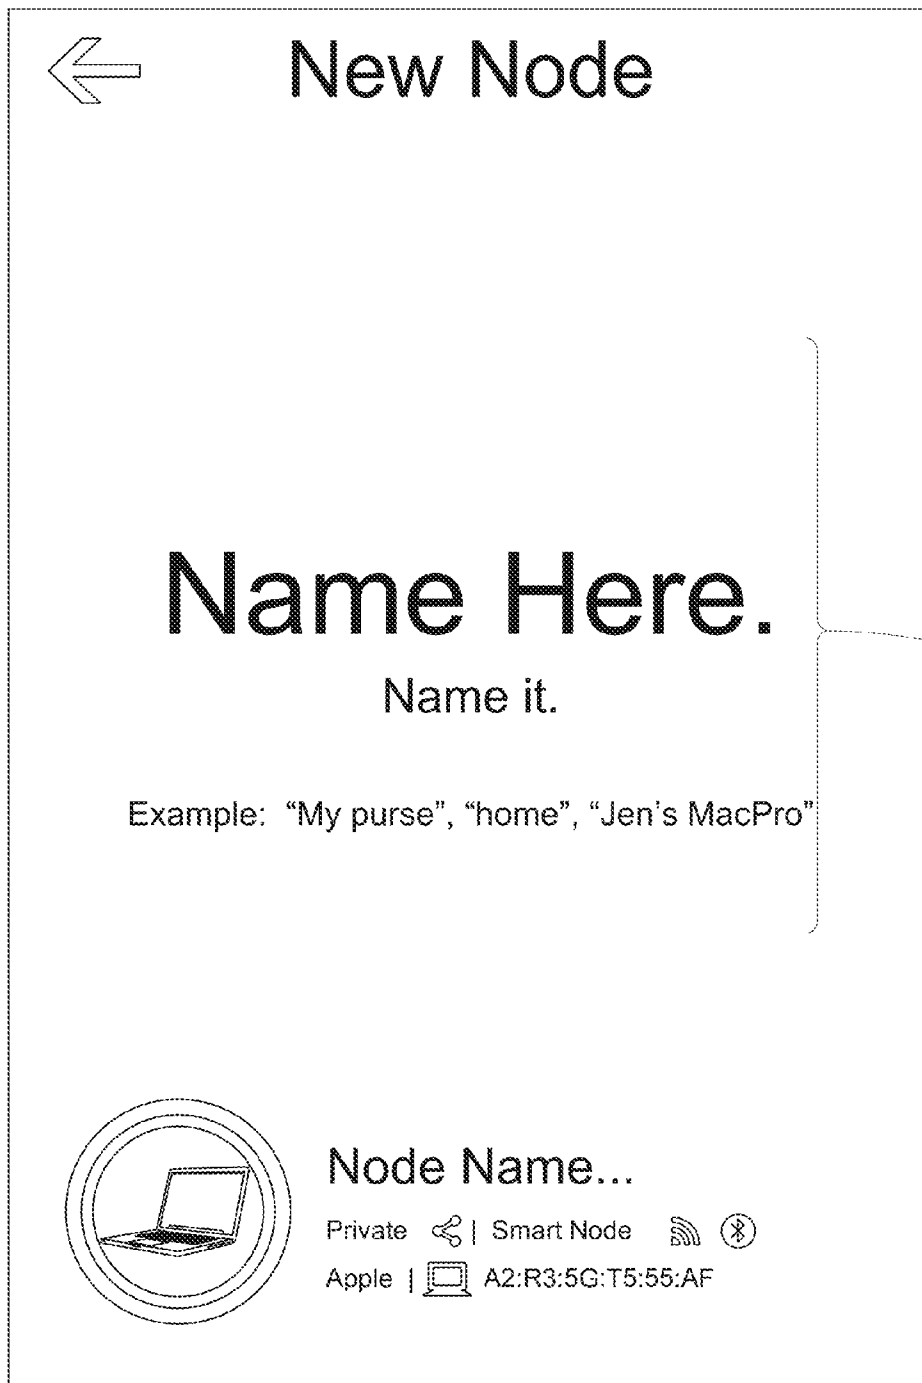 New Node
Name Here.
Name it.
Example: “My purse”, “home”, “Jen’s MacPro”
Node Name...
Private | Smart Node
Apple | A2:R3:5G:T5:55:AF